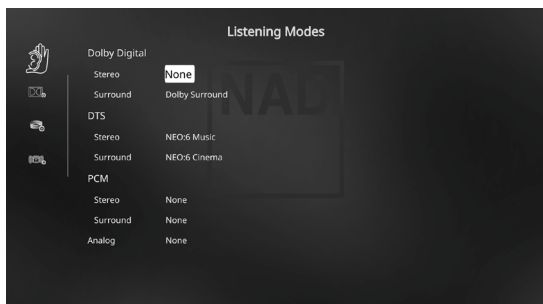 Listening Modes
Dolby Digital
Stereo None
Surround Dolby Surround
NAD
DTS
Stereo NEO:6 Music
Surround NEO:6 Cinema
PCM
Stereo None
Surround None
Analog None